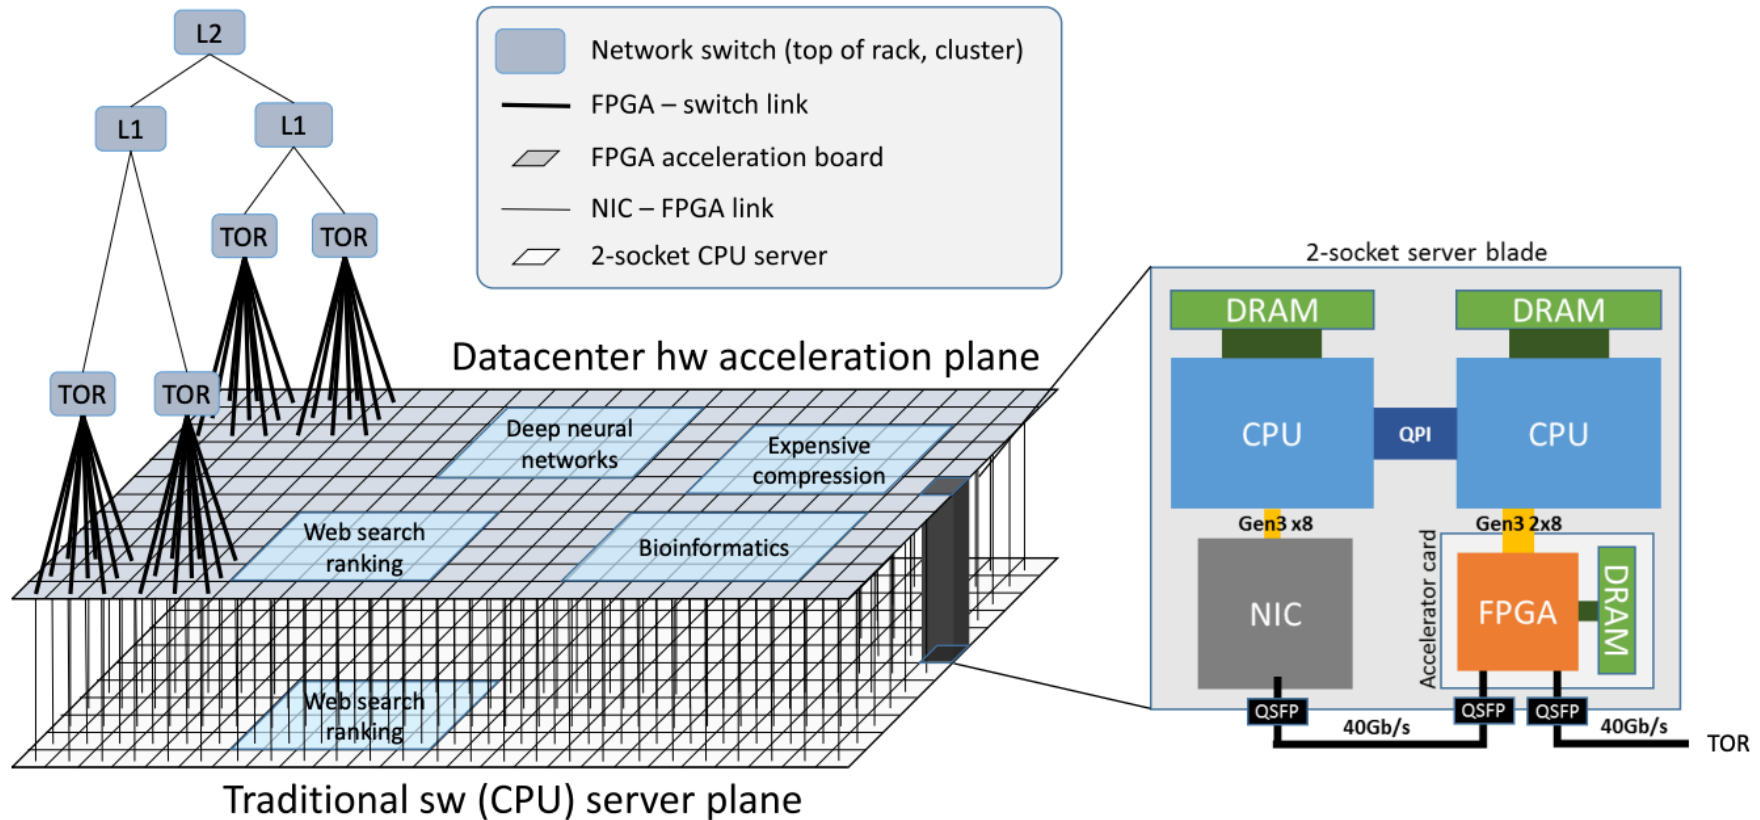 L2
L1
L1
TOR
TOR
TOR
TOR
Network switch (top of rack, cluster)
FPGA – switch link
FPGA acceleration board
NIC – FPGA link
2-socket CPU server
Datacenter hw acceleration plane
Deep neural
networks
Expensive
compression
Web search
ranking
Bioinformatics
Web search
ranking
Traditional sw (CPU) server plane
2-socket server blade
DRAM
DRAM
CPU
QPI
CPU
Gen3 x8
Gen3 2x8
NIC
Accelerator card
FPGA
DRAM
QSFP
QSFP
QSFP
40Gb/s
40Gb/s
TOR